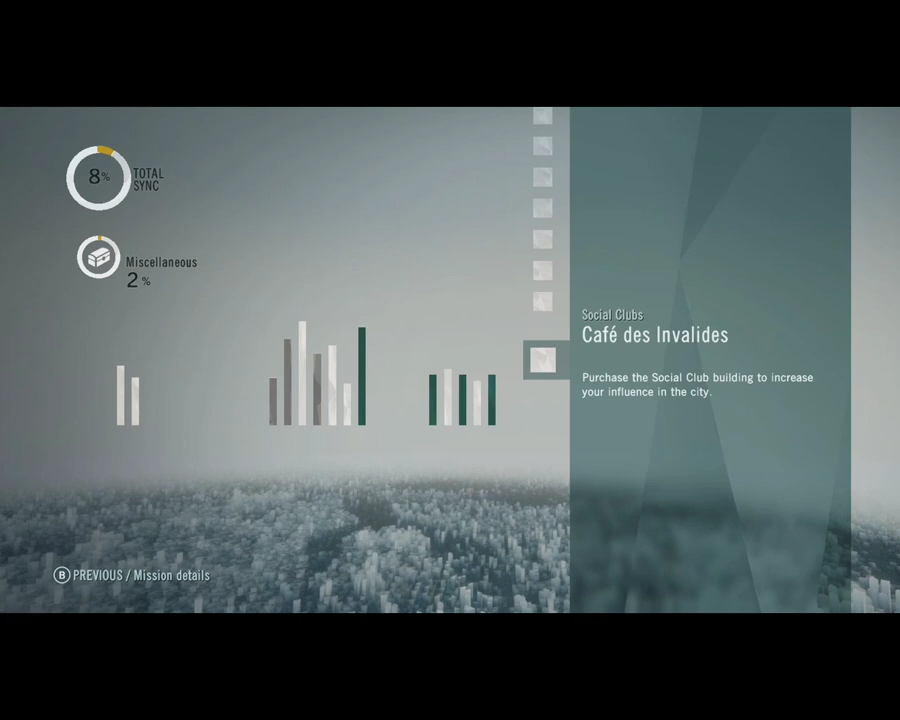 8%
TOTAL
SYNC
Miscellaneous
2 %
Social Clubs
Café des Invalides
Purchase the Social Club building to increase
your influence in the city.
B PREVIOUS / Mission details